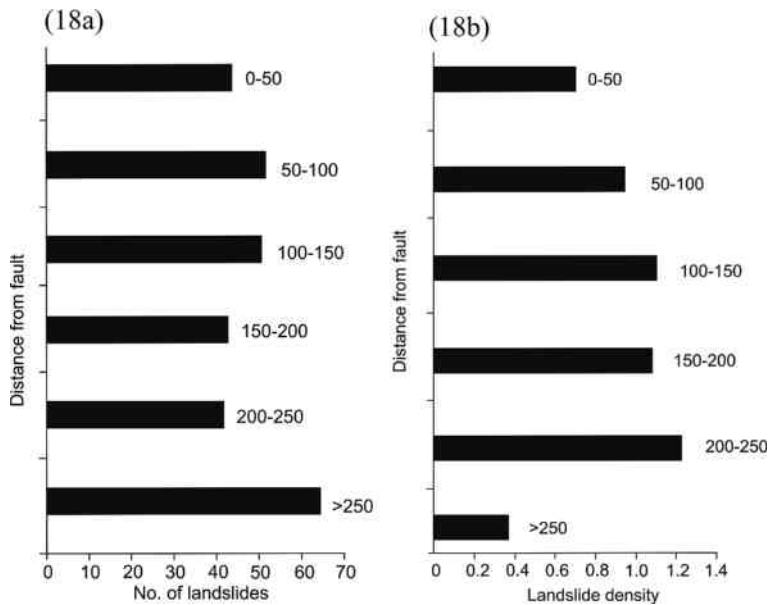 (18a)
0-50
50-100
100-150
150-200
200-250
>250
Distance from fault
0 10 20 30 40 50 60 70
No. of landslides
(18b)
0-50
50-100
100-150
150-200
200-250
>250
Distance from fault
0 0.2 0.4 0.6 0.8 1.0 1.2 1.4
Landslide density